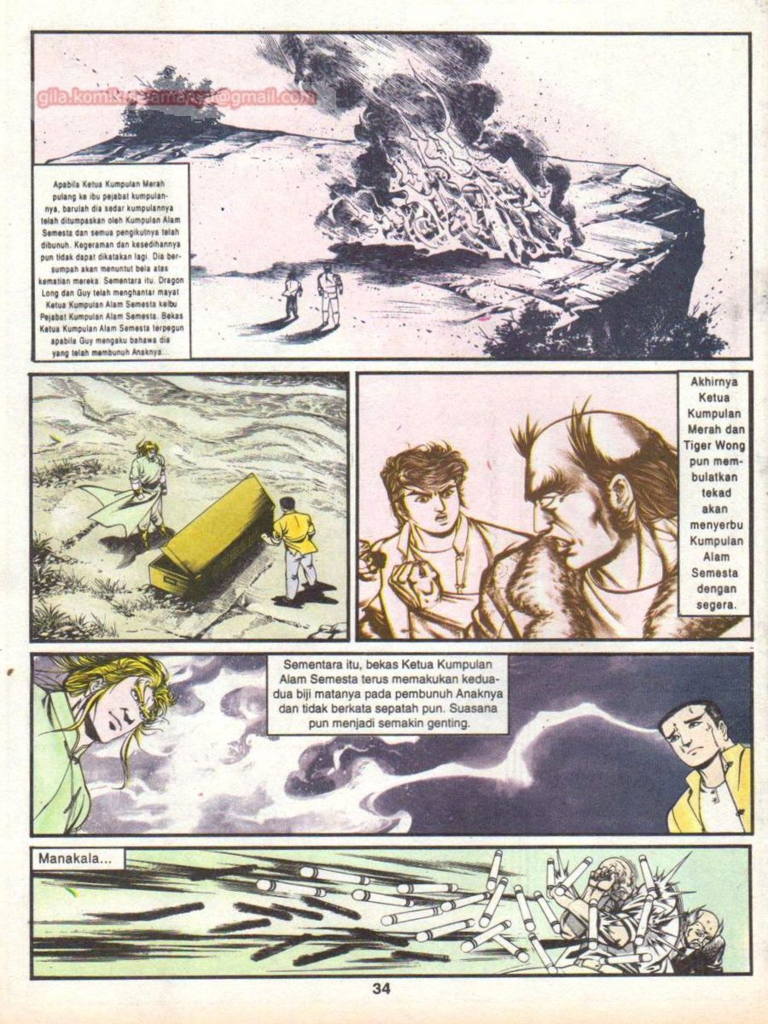 gila.komik
@gmail.com
Apabila Ketua Kumpulan Merah
pulang ke ibu pejabat kumpulan-
nya, barulah dia sedar kumpulannya
telah ditumpaskan oleh Kumpulan Alam
Semesta dan semua pengikutnya telah
dibunuh. Kegeraman dan kesedihannya
pun tidak dapat dikatakan lagi. Dia ber-
sumpah akan menuntut bela atas
kematian mereka. Sementara itu. Dragon
Long dan Guy telah menghantar mayat
Ketua Kumpulan Alam Semesta keibu
Pejabat Kumpulan Alam Semesta. Bekas
Ketua Kumpulan Alam Semesta terpegun
apabila Guy mengaku bahawa dia
yang telah membunuh Anaknya...
Akhirnya
Ketua
Kumpulan
Merah dan
Tiger Wong
pun mem-
bulatkan
tekad
akan
menyerbu
Kumpulan
Alam
Semesta
dengan
segera.
Sementara itu, bekas Ketua Kumpulan
Alam Semesta terus memakukan kedua-
dua biji matanya pada pembunuh Anaknya
dan tidak berkata sepatah pun. Suasana
pun menjadi semakin genting.
Manakala...
34